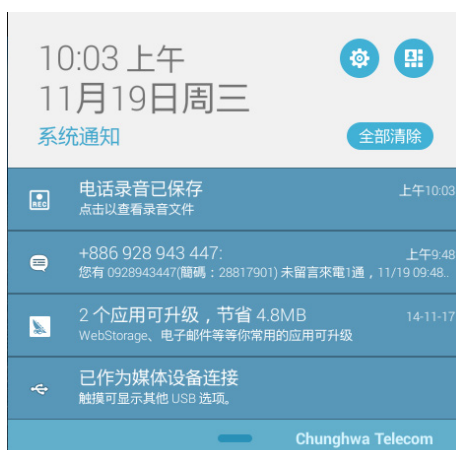 10:03 上午
11月19日周三
系统通知
全部清除
电话录音已保存
上午10:03
点击以查看录音文件
REC
+886 928 943 447:
上午9:48
您有 0928943447(簡碼：28817901) 未留言來電1通，11/19 09:48..
2 个应用可升级，节省 4.8MB
14-11-17
WebStorage、电子邮件等等你常用的应用可升级
已作为媒体设备连接
触摸可显示其他 USB 选项。
Chunghwa Telecom